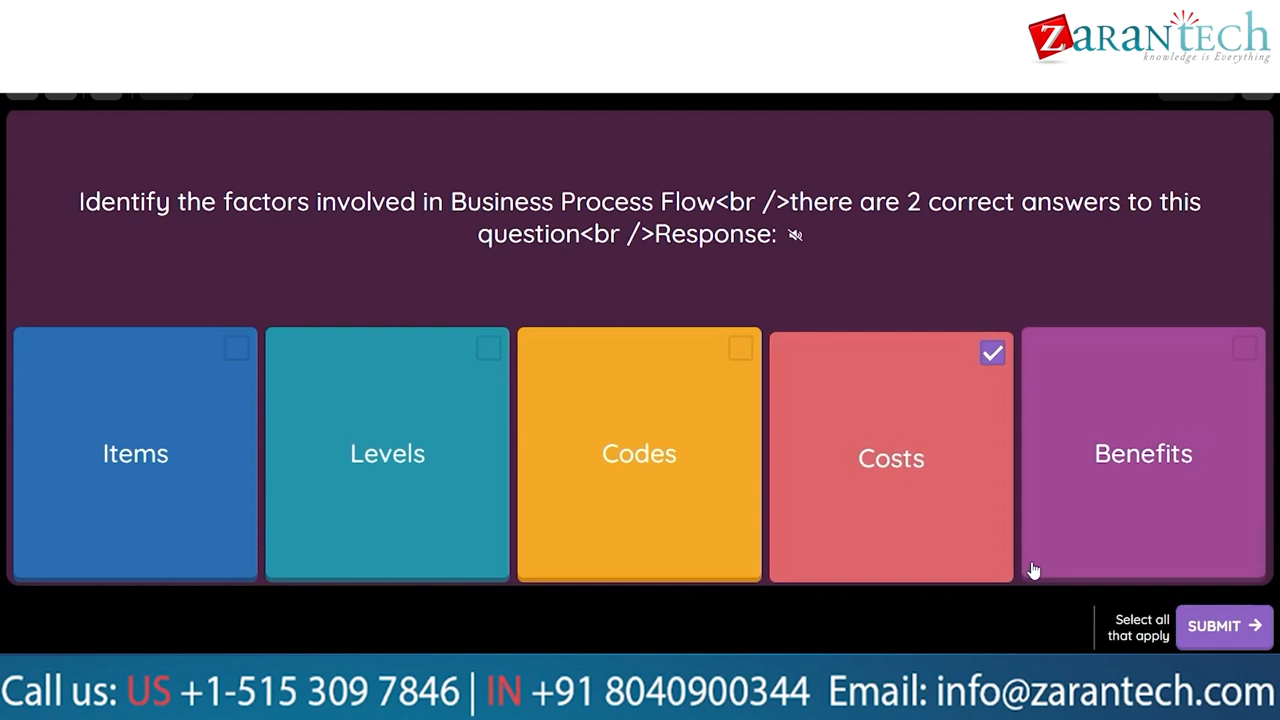 ZARANTECH
knowledge is Everything
Identify the factors involved in Business Process Flow<br />there are 2 correct answers to this
question<br />Response:
Items
Levels
Codes
Costs
Benefits
Select all
that apply
SUBMIT
Call us: US +1-515 309 7846 | IN +91 8040900344 Email: info@zarantech.com